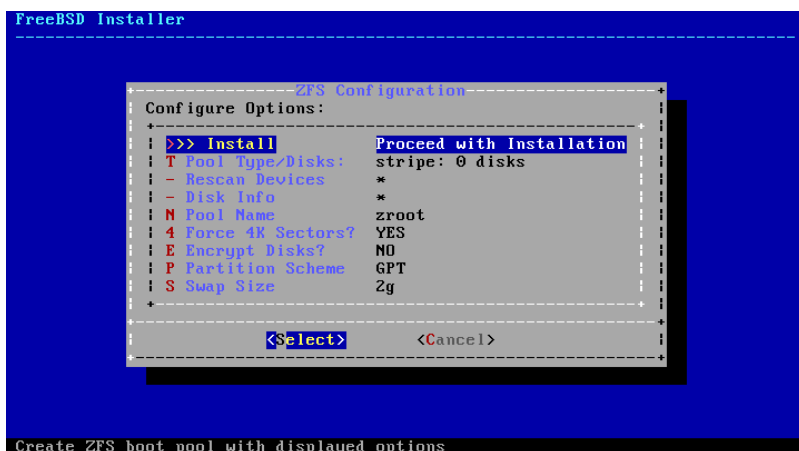 FreeBSD Installer
ZFS Configuration
Configure Options:
>>> Install Proceed with Installation
T Pool Type/Disks: stripe: 0 disks
- Rescan Devices *
- Disk Info *
N Pool Name zroot
4 Force 4K Sectors? YES
E Encrypt Disks? NO
P Partition Scheme GPT
S Swap Size 2g
<Select> <Cancel>
Create ZFS boot pool with displayed options